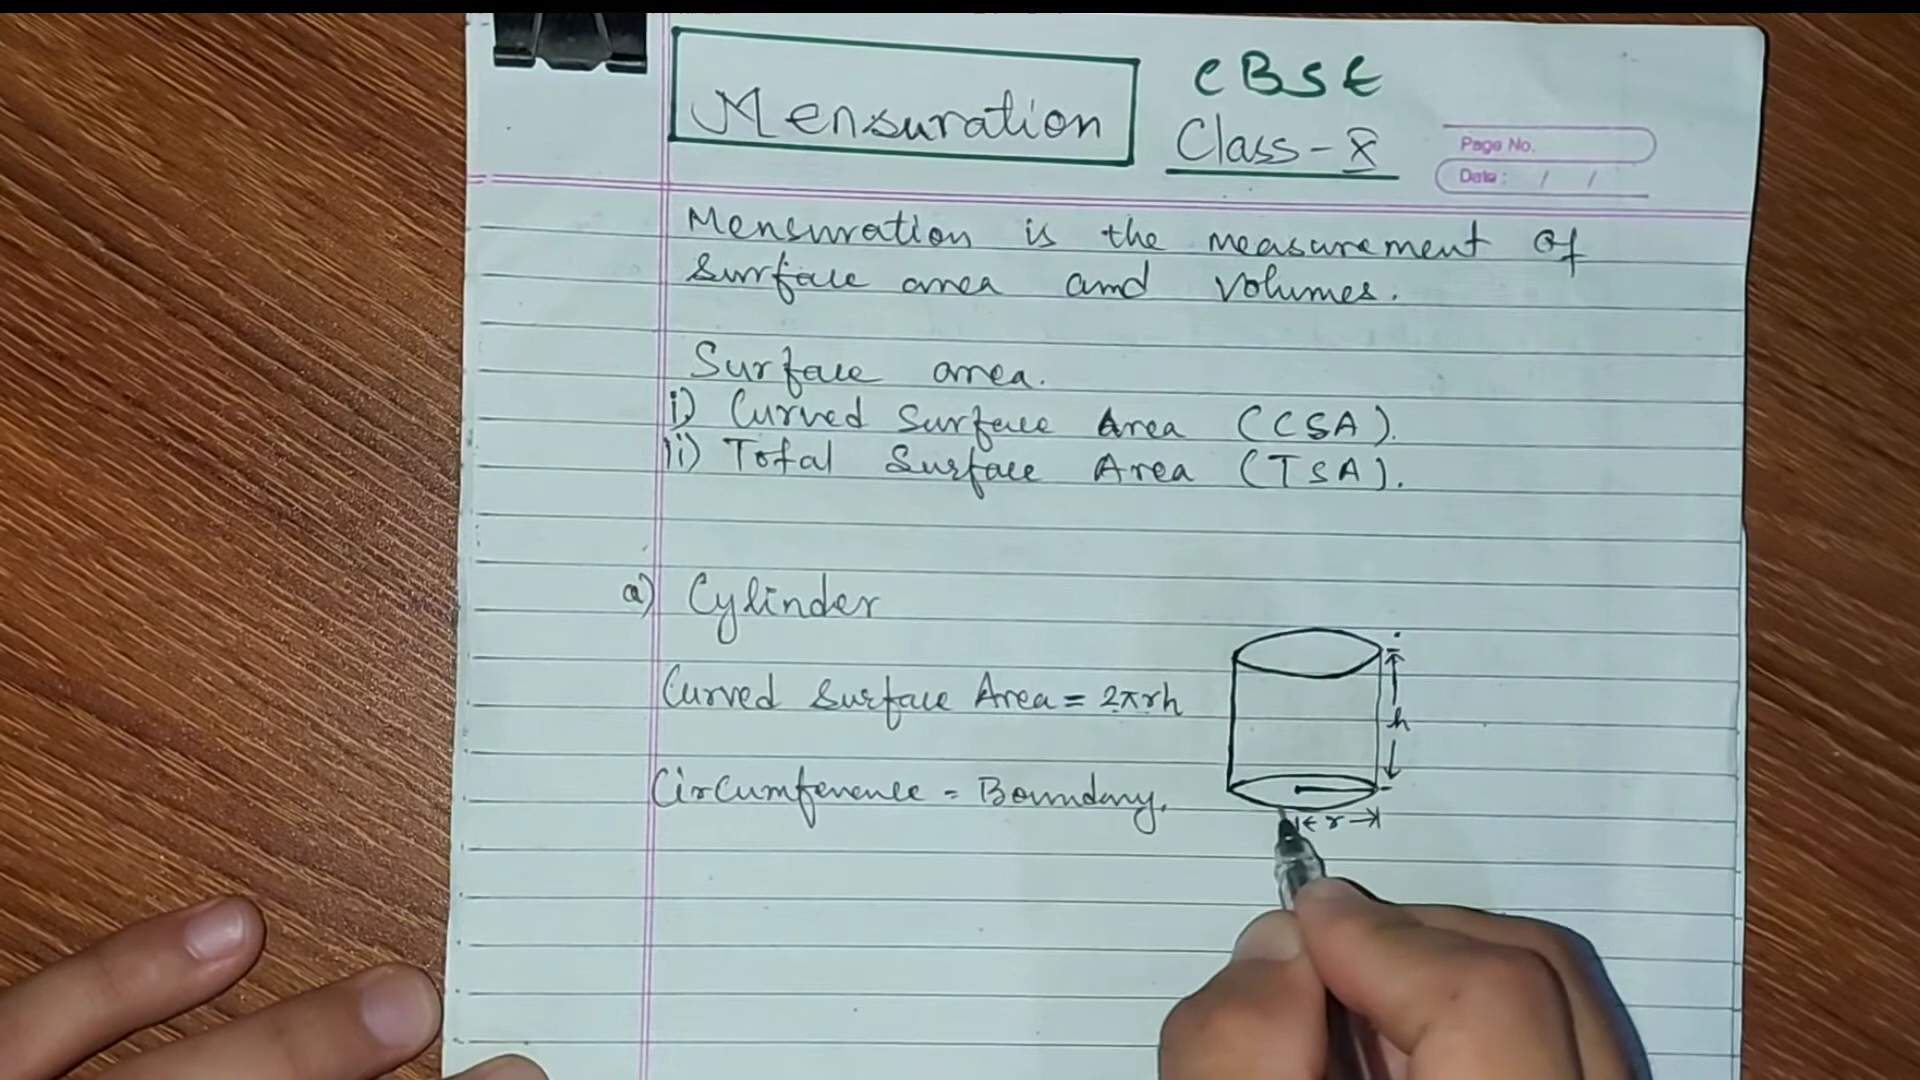 Mensuration
CBSE
Class - X
Page No.
Date : / /
Mensuration is the measurement of
surface area and volumes.
Surface area.
i) Curved Surface Area (CSA).
ii) Total Surface Area (TSA).
a) Cylinder
Curved Surface Area = 2πrh
h
Circumference = Boundary.
r